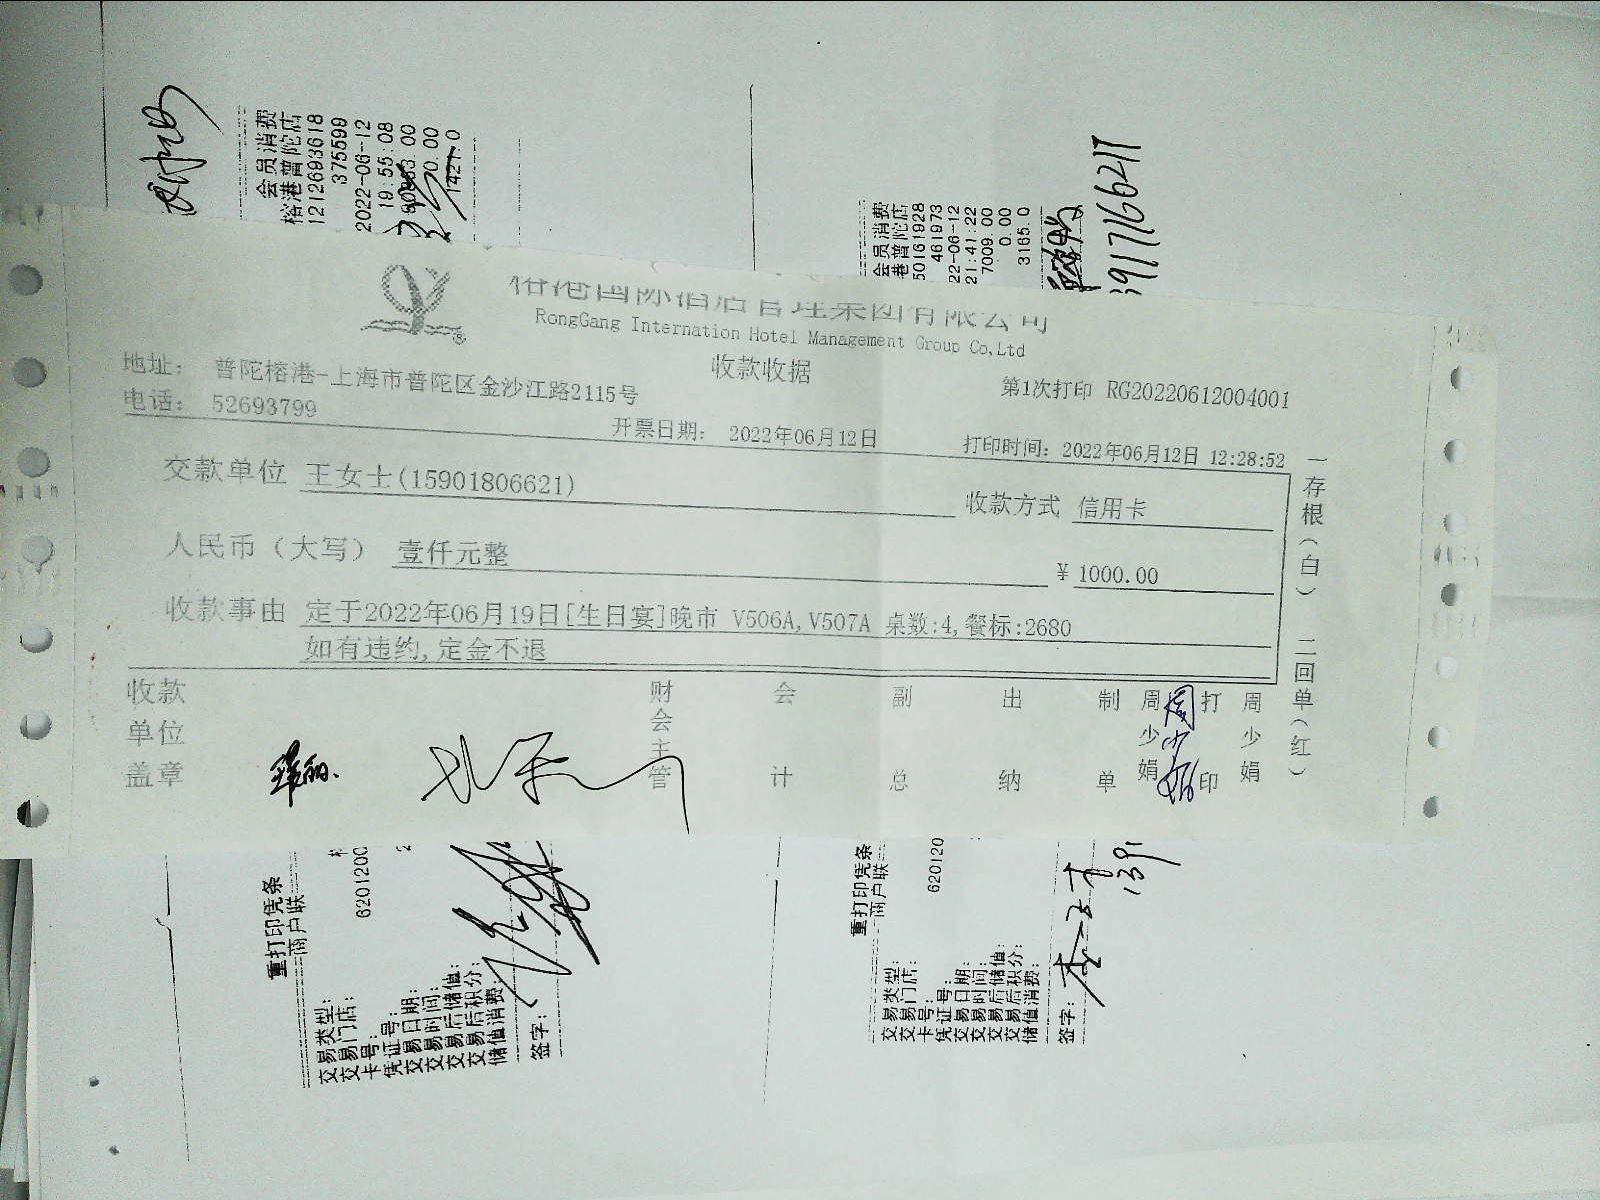 会员消费
榕港普陀店
1212693618
375599
2022-06-12
19:55:08
会员消费
港普陀店
50161928
461973
22-06-12
21:41:22
7009.00
0.00
3165.0
榕港国际酒店管理集团有限公司
RongGang Internation Hotel Management Group Co,Ltd
收款收据
地址： 普陀榕港-上海市普陀区金沙江路2115号
第1次打印 RG20220612004001
电话： 52693799
开票日期： 2022年06月12日
打印时间：2022年06月12日 12:28:52
交款单位 王女士(15901806621)
收款方式 信用卡
人民币（大写） 壹仟元整
¥ 1000.00
收款事由 定于2022年06月19日[生日宴]晚市 V506A,V507A 桌数:4,餐标:2680
如有违约,定金不退
一存根(白) 二回单(红)
收款单位盖章
财会主管
会计
副总
出纳
制单
周少娟
打印
周少娟
重打印凭条
商户联
6201200
交易类型:
交易门店:
卡号:
凭证号:
交易日期:
交易时间:
交易后储值:
交易后积分:
储值消费:
签字:
重打印凭条
商户联
620120
交易类型:
交易门店:
卡号:
凭证号:
交易日期:
交易时间:
交易后储值:
交易后积分:
储值消费:
签字:
139